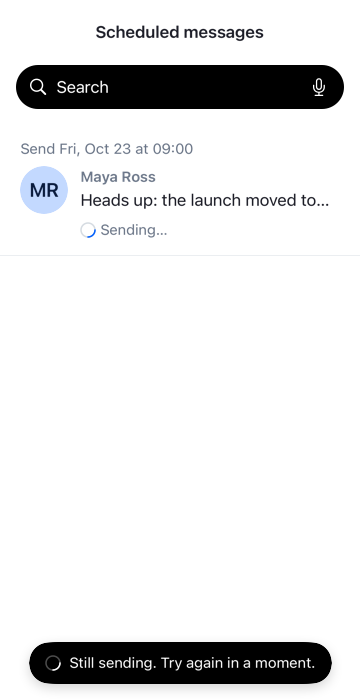 Scheduled messages
Search
Send Fri, Oct 23 at 09:00
MR
Maya Ross
Heads up: the launch moved to...
Sending...
Still sending. Try again in a moment.